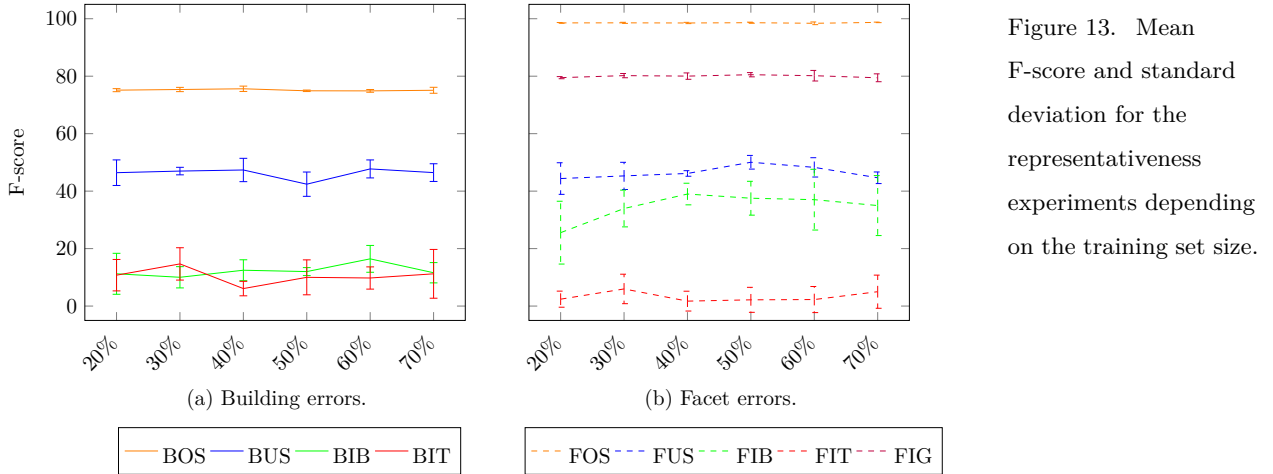 100
80
60
40
20
0
F-score
20%
30%
40%
50%
60%
70%
(a) Building errors.
BOS BUS BIB BIT
20%
30%
40%
50%
60%
70%
(b) Facet errors.
FOS FUS FIB FIT FIG
Figure 13. Mean
F-score and standard
deviation for the
representativeness
experiments depending
on the training set size.